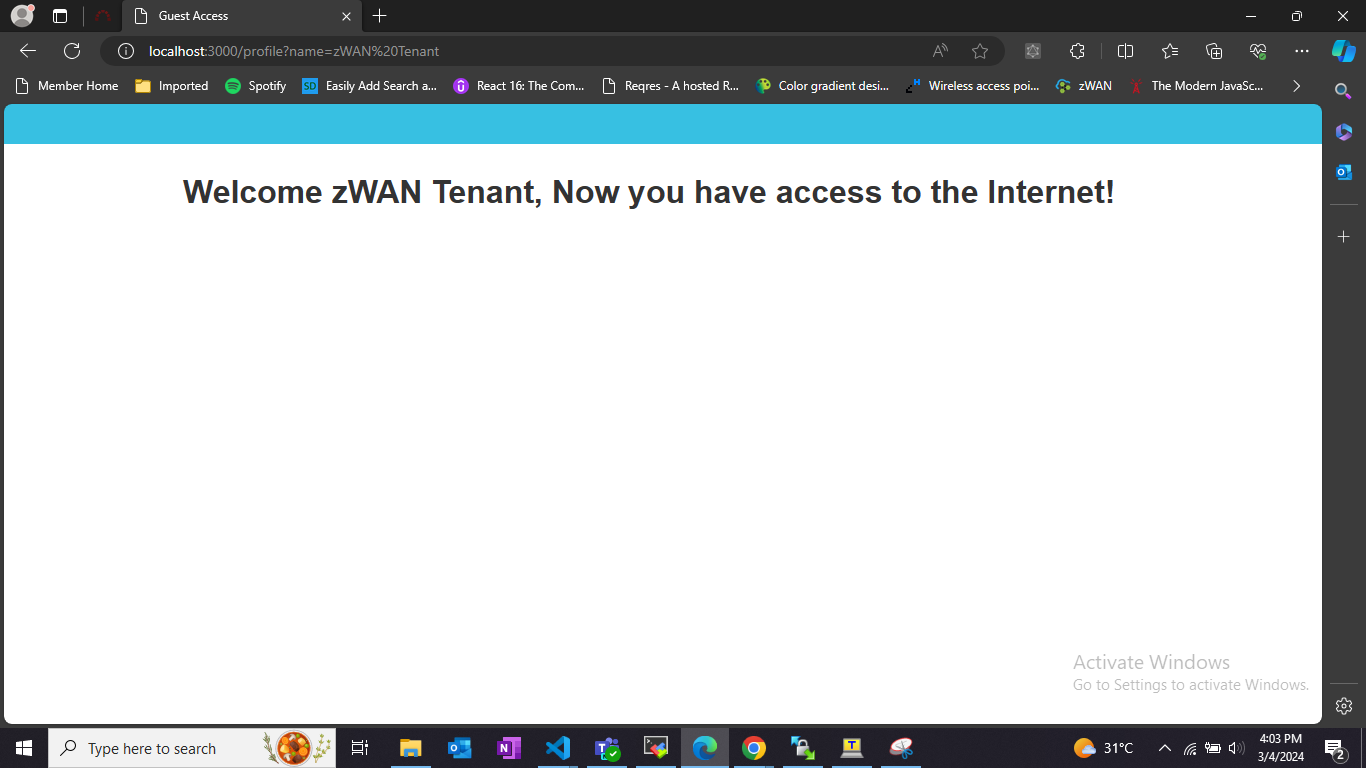 Guest Access
localhost:3000/profile?name=zWAN%20Tenant
Member Home
Imported
Spotify
SD
Easily Add Search a...
React 16: The Com...
Reqres - A hosted R...
Color gradient desi...
H
Wireless access poi...
zWAN
The Modern JavaSc...
Welcome zWAN Tenant, Now you have access to the Internet!
Activate Windows
Go to Settings to activate Windows.
Type here to search
31°C
4:03 PM
3/4/2024
2